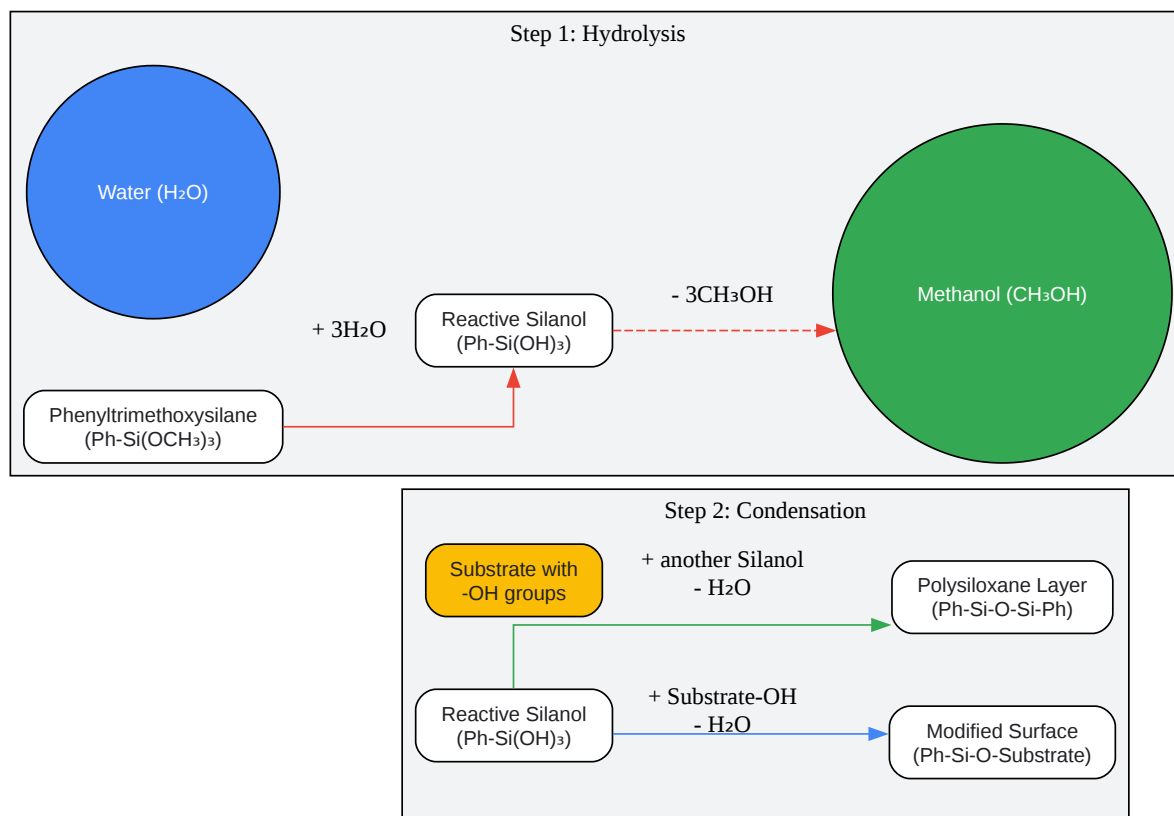 Step 1: Hydrolysis
Water (H₂O)
Methanol (CH₃OH)
- 3CH₃OH
+ 3H₂O
Reactive Silanol
(Ph-Si(OH)₃)
Phenyltrimethoxysilane
(Ph-Si(OCH₃)₃)
Step 2: Condensation
Substrate with
-OH groups
+ another Silanol
- H₂O
Polysiloxane Layer
(Ph-Si-O-Si-Ph)
Reactive Silanol
(Ph-Si(OH)₃)
+ Substrate-OH
- H₂O
Modified Surface
(Ph-Si-O-Substrate)